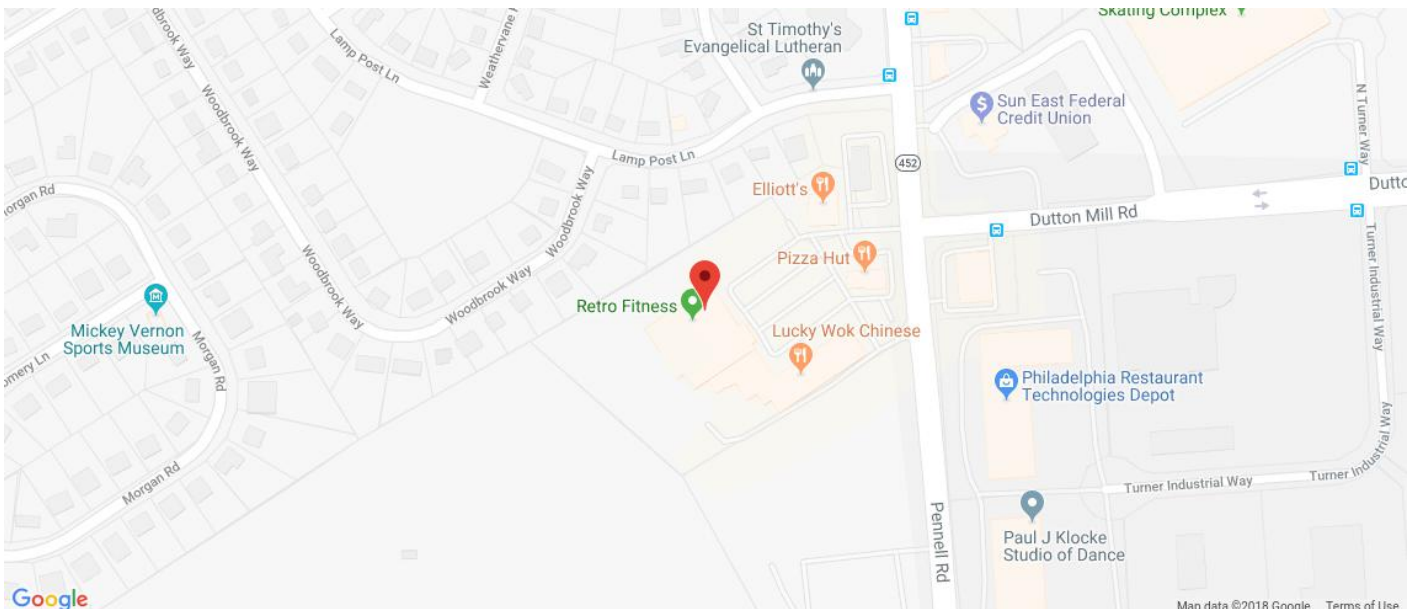 Skating Complex
St Timothy's
Evangelical Lutheran
Woodbrook Way
Lamp Post Ln
Weathervane
Woodbrook Way
Sun East Federal
Credit Union
N Turner Way
Lamp Post Ln
452
Elliott's
Dutto
Dutton Mill Rd
organ Rd
Woodbrook Way
Woodbrook Way
Pizza Hut
Turner Industrial Way
Woodbrook Way
Retro Fitness
Mickey Vernon
Sports Museum
Morgan Rd
Lucky Wok Chinese
omery Ln
Philadelphia Restaurant
Technologies Depot
Way
Turner Industrial
Morgan Rd
Turner Industrial Way
Pennell Rd
Paul J Klocke
Studio of Dance
Google
Map data ©2018 Google
Terms of Use